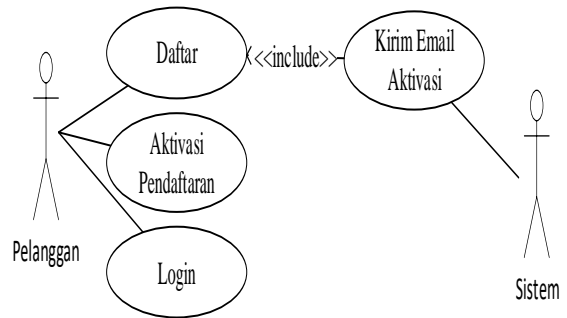 Daftar
<<include>>
Kirim Email
Aktivasi
Aktivasi
Pendaftaran
Pelanggan
Login
Sistem